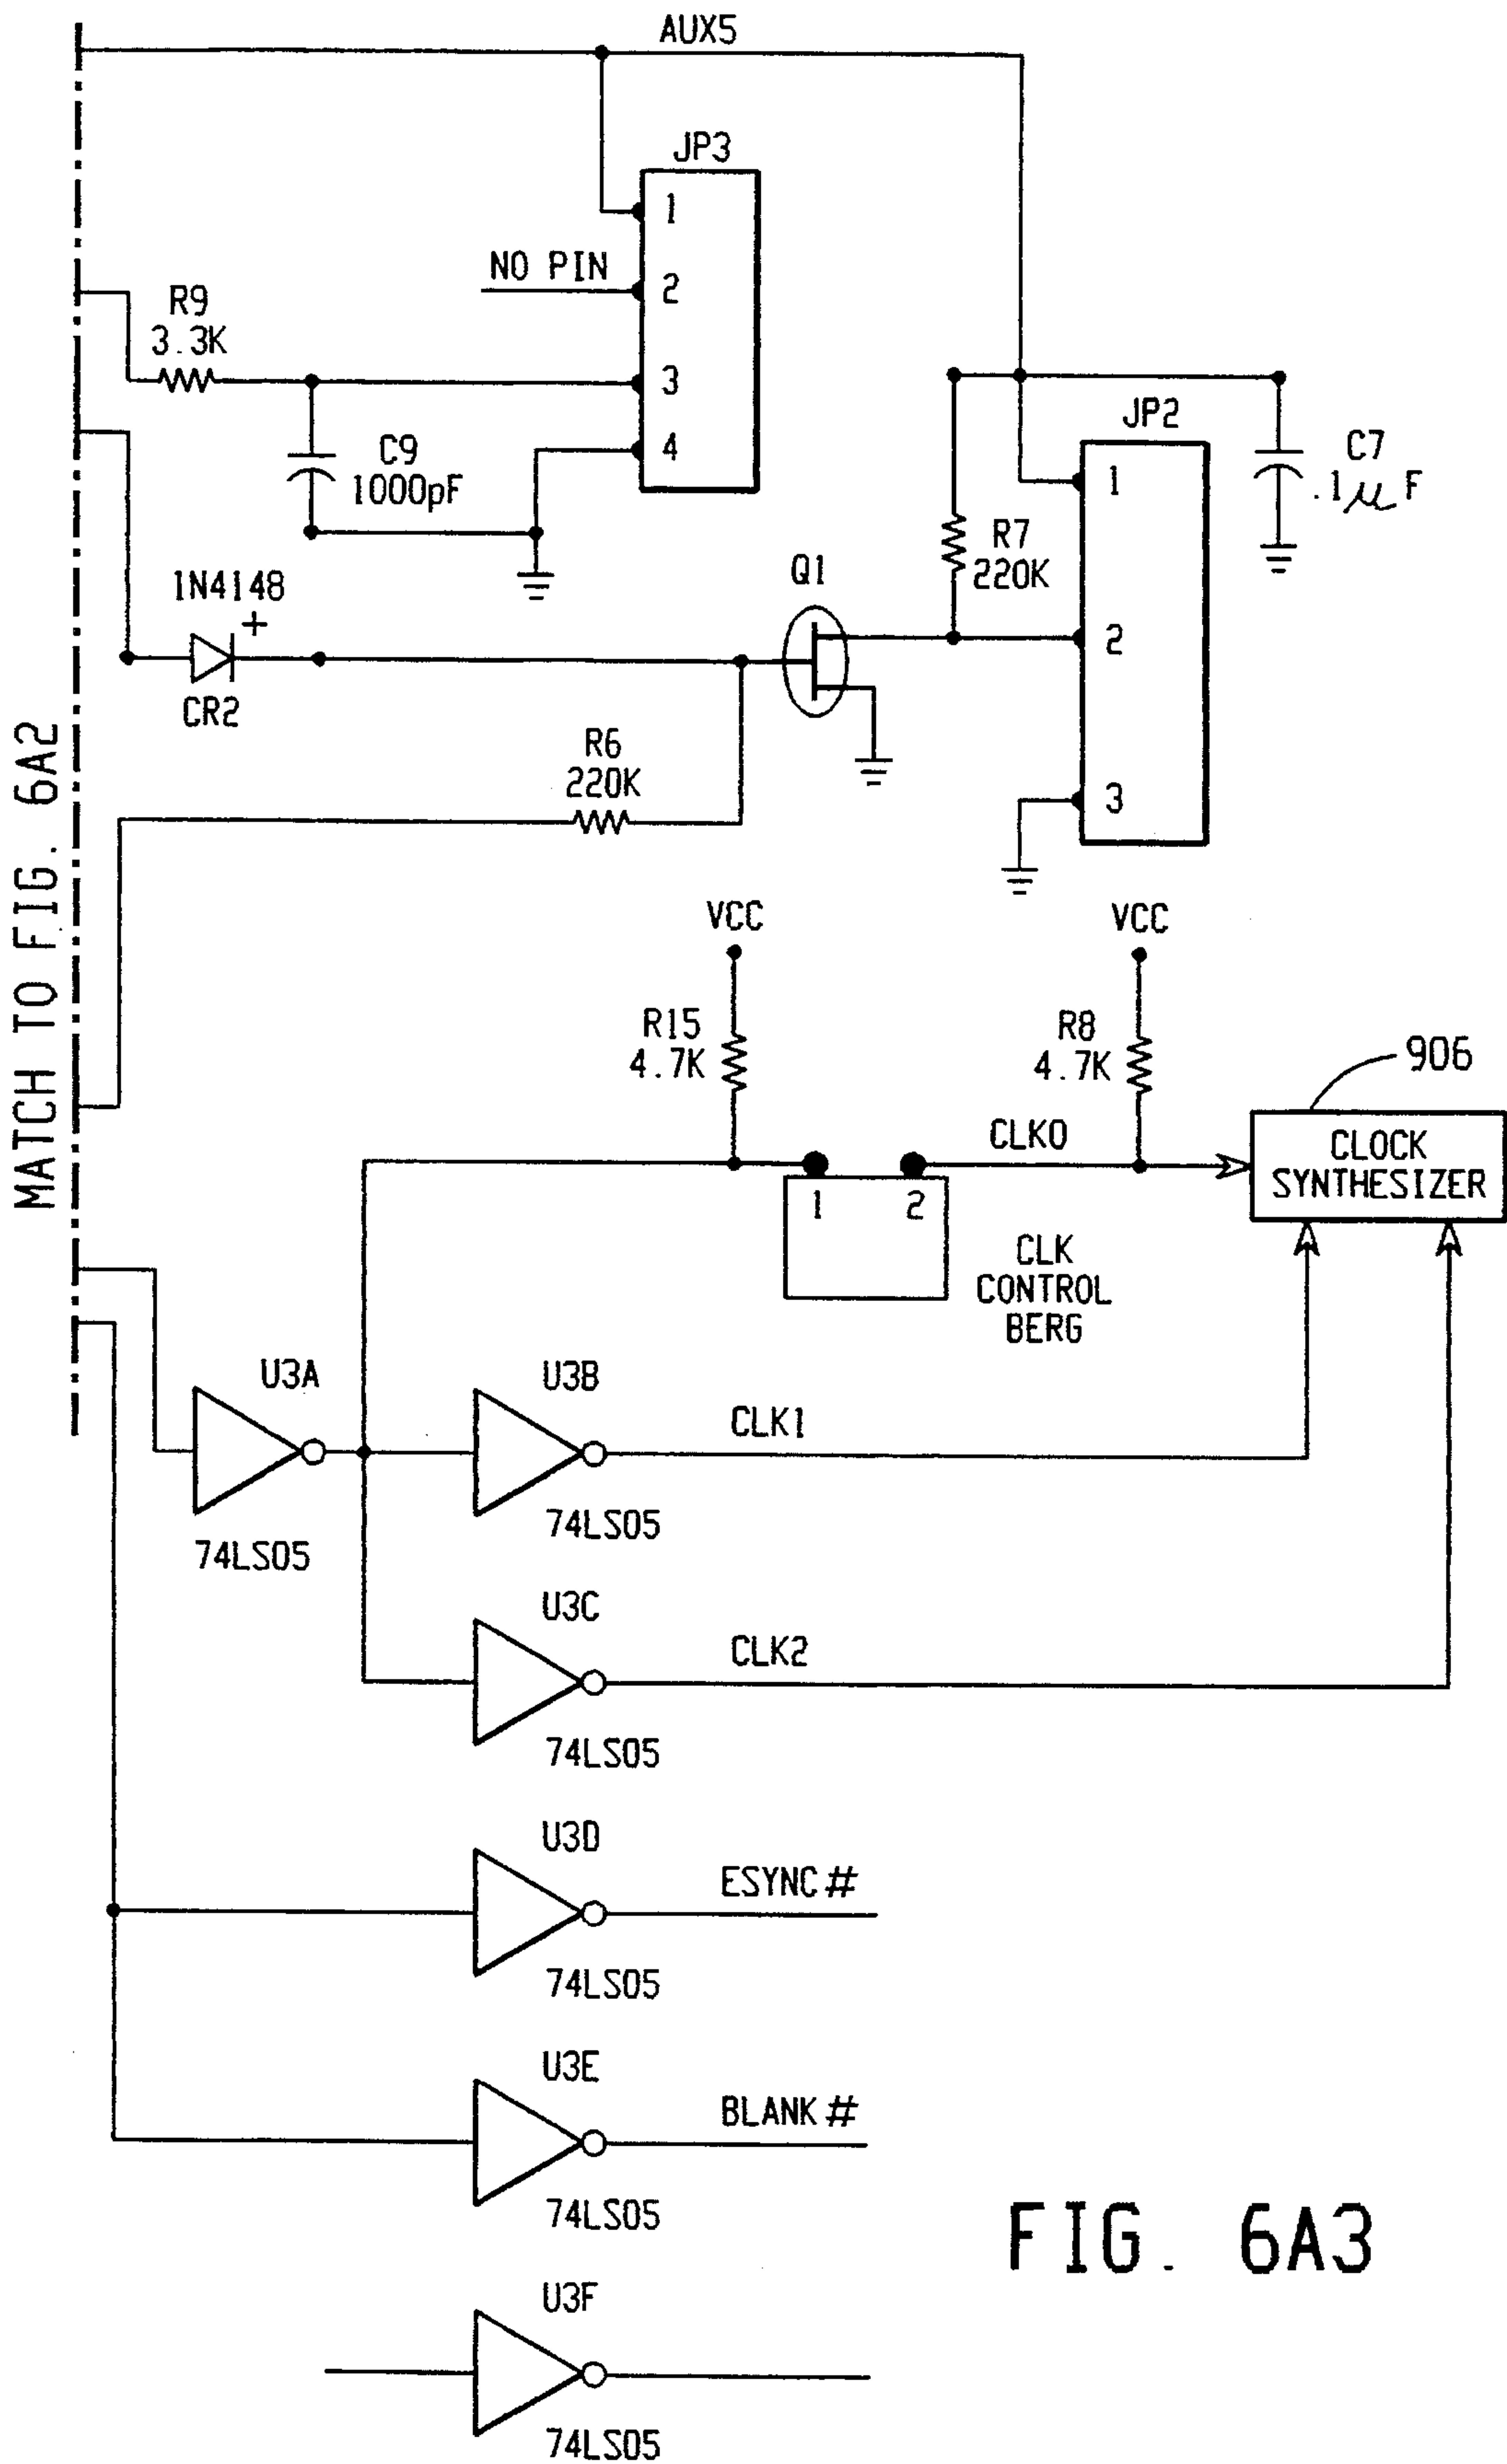 AUX5
JP3
1
NO PIN
2
R9
3.3K
3
4
C9
1000pF
JP2
1
C7
.1μF
R7
220K
Q1
2
1N4148
+
CR2
R6
220K
3
MATCH TO FIG. 6A2
VCC
VCC
R15
4.7K
R8
4.7K
906
CLK0
CLOCK
SYNTHESIZER
1 2
CLK
CONTROL
BERG
U3A
74LS05
U3B
CLK1
74LS05
U3C
CLK2
74LS05
U3D
ESYNC#
74LS05
U3E
BLANK#
74LS05
FIG. 6A3
U3F
74LS05